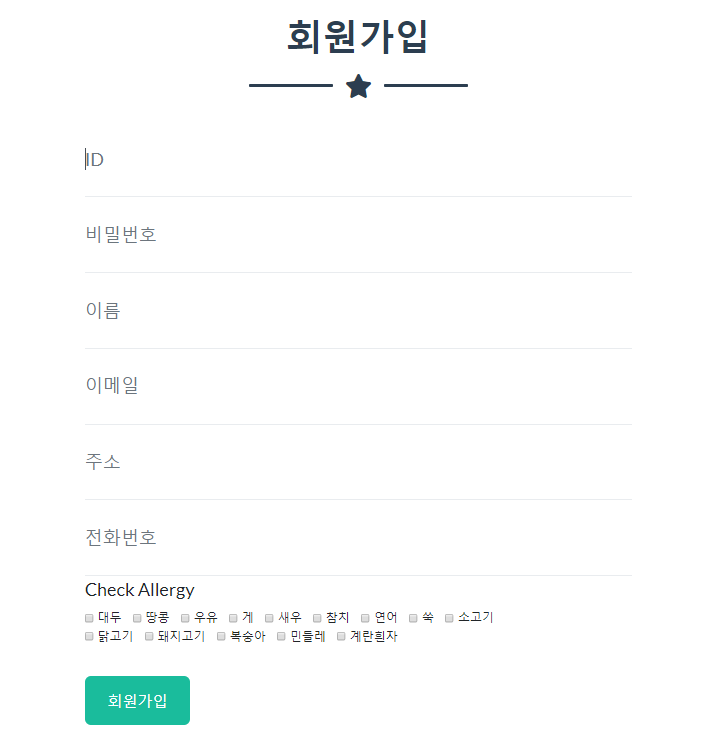 회원가입
ID
비밀번호
이름
이메일
주소
전화번호
Check Allergy
대두 땅콩 우유 게 새우 참치 연어 쑥 소고기
닭고기 돼지고기 복숭아 민들레 계란흰자
회원가입